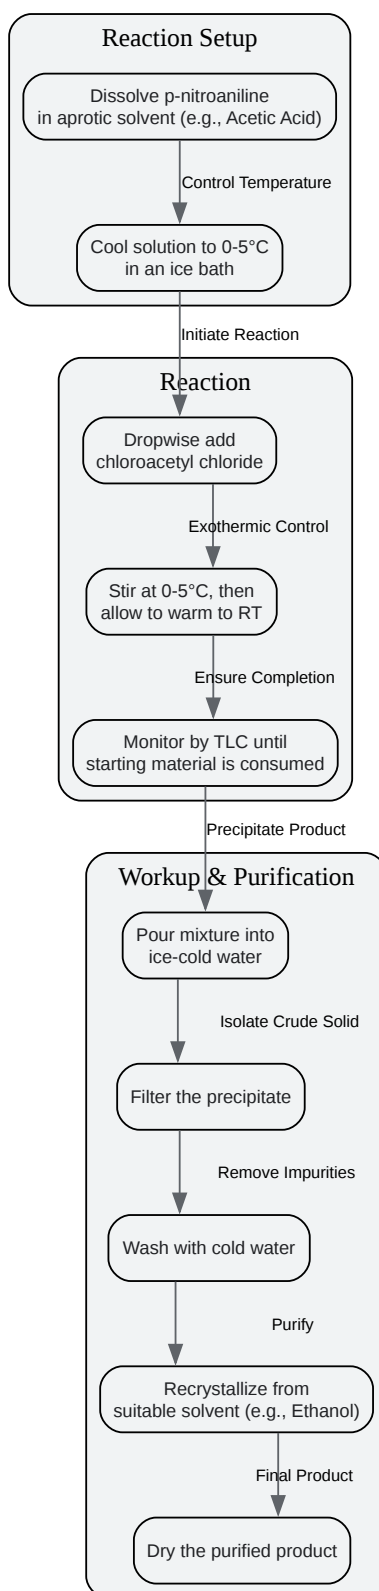 Reaction Setup
Dissolve p-nitroaniline
in aprotic solvent (e.g., Acetic Acid)
Control Temperature
Cool solution to 0-5°C
in an ice bath
Initiate Reaction
Reaction
Dropwise add
chloroacetyl chloride
Exothermic Control
Stir at 0-5°C, then
allow to warm to RT
Ensure Completion
Monitor by TLC until
starting material is consumed
Precipitate Product
Workup & Purification
Pour mixture into
ice-cold water
Isolate Crude Solid
Filter the precipitate
Remove Impurities
Wash with cold water
Purify
Recrystallize from
suitable solvent (e.g., Ethanol)
Final Product
Dry the purified product